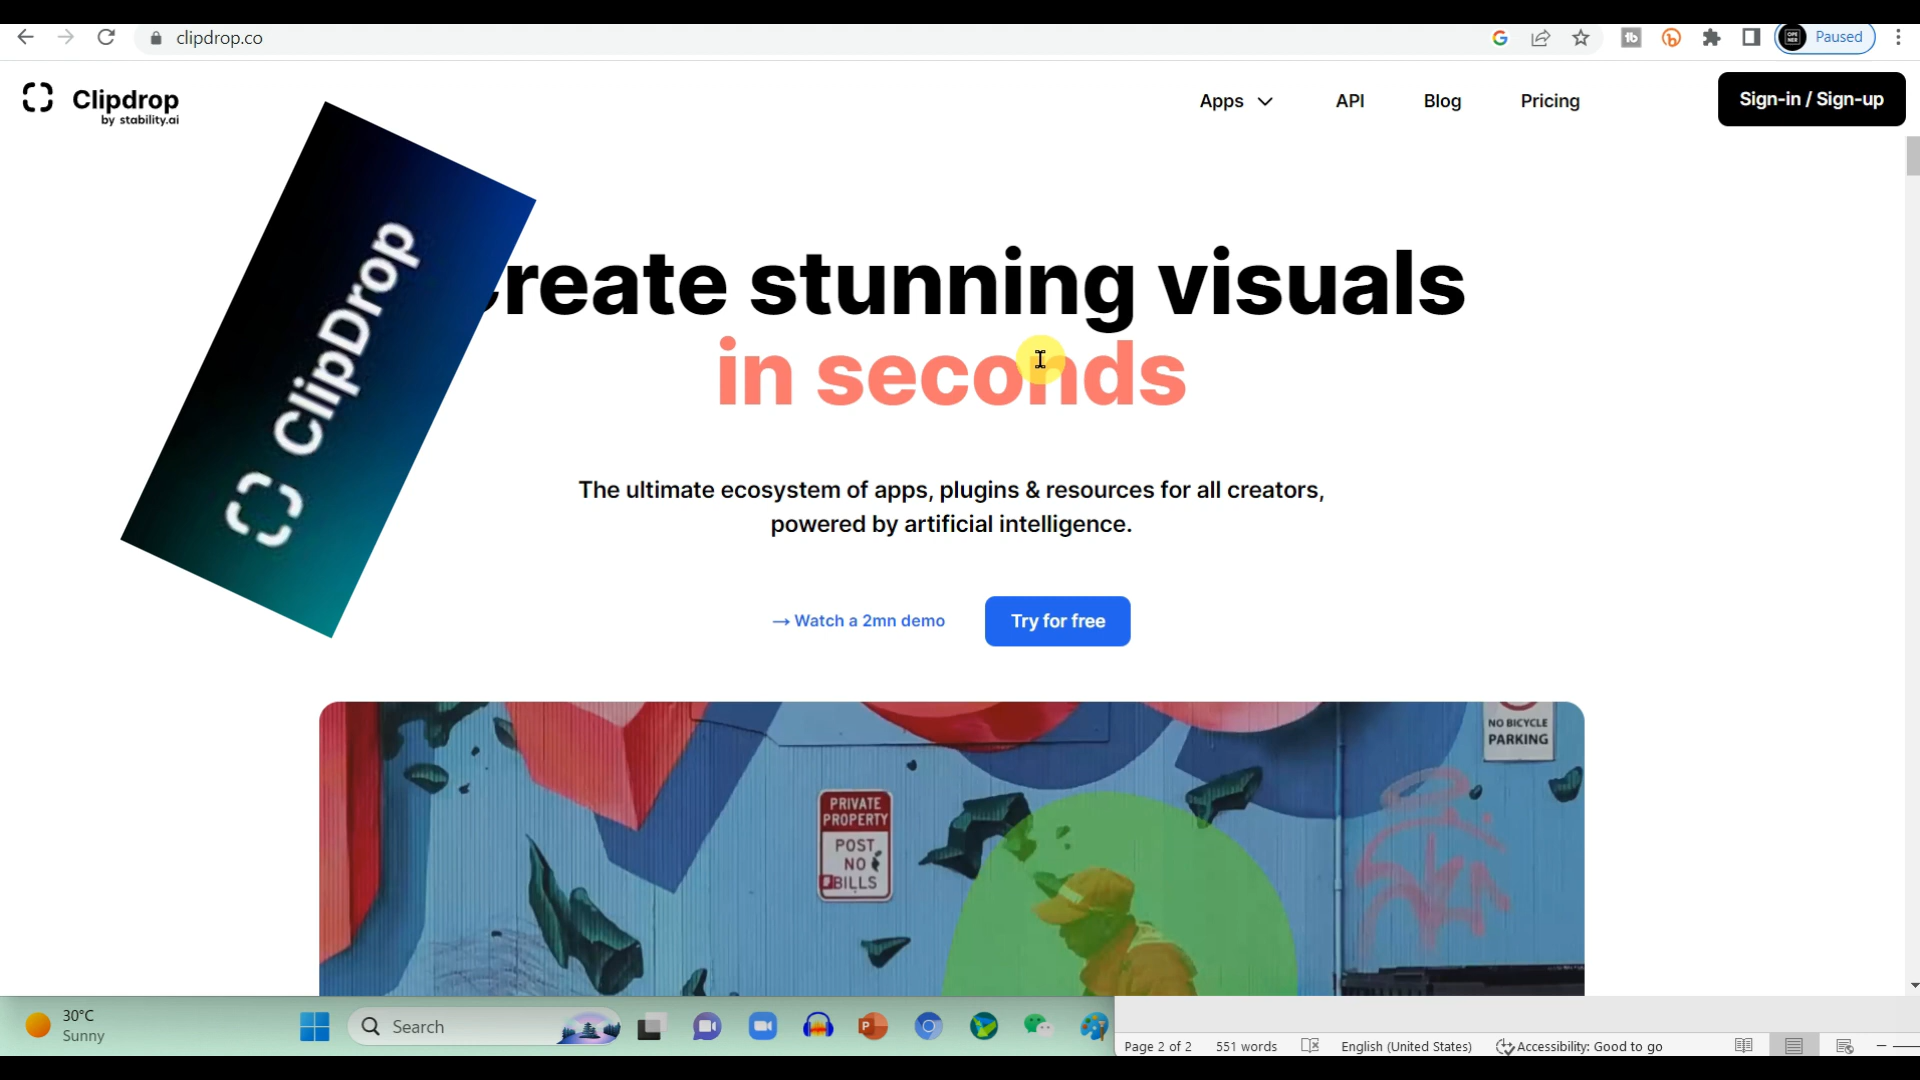 clipdrop.co
Paused
Clipdrop
by stability.ai
Apps
API
Blog
Pricing
Sign-in / Sign-up
ClipDrop
reate stunning visuals
in seconds
The ultimate ecosystem of apps, plugins & resources for all creators,
powered by artificial intelligence.
→ Watch a 2mn demo
Try for free
NO BICYCLE
PARKING
PRIVATE
PROPERTY
POST
NO
BILLS
30°C
Sunny
Search
Page 2 of 2
551 words
English (United States)
Accessibility: Good to go